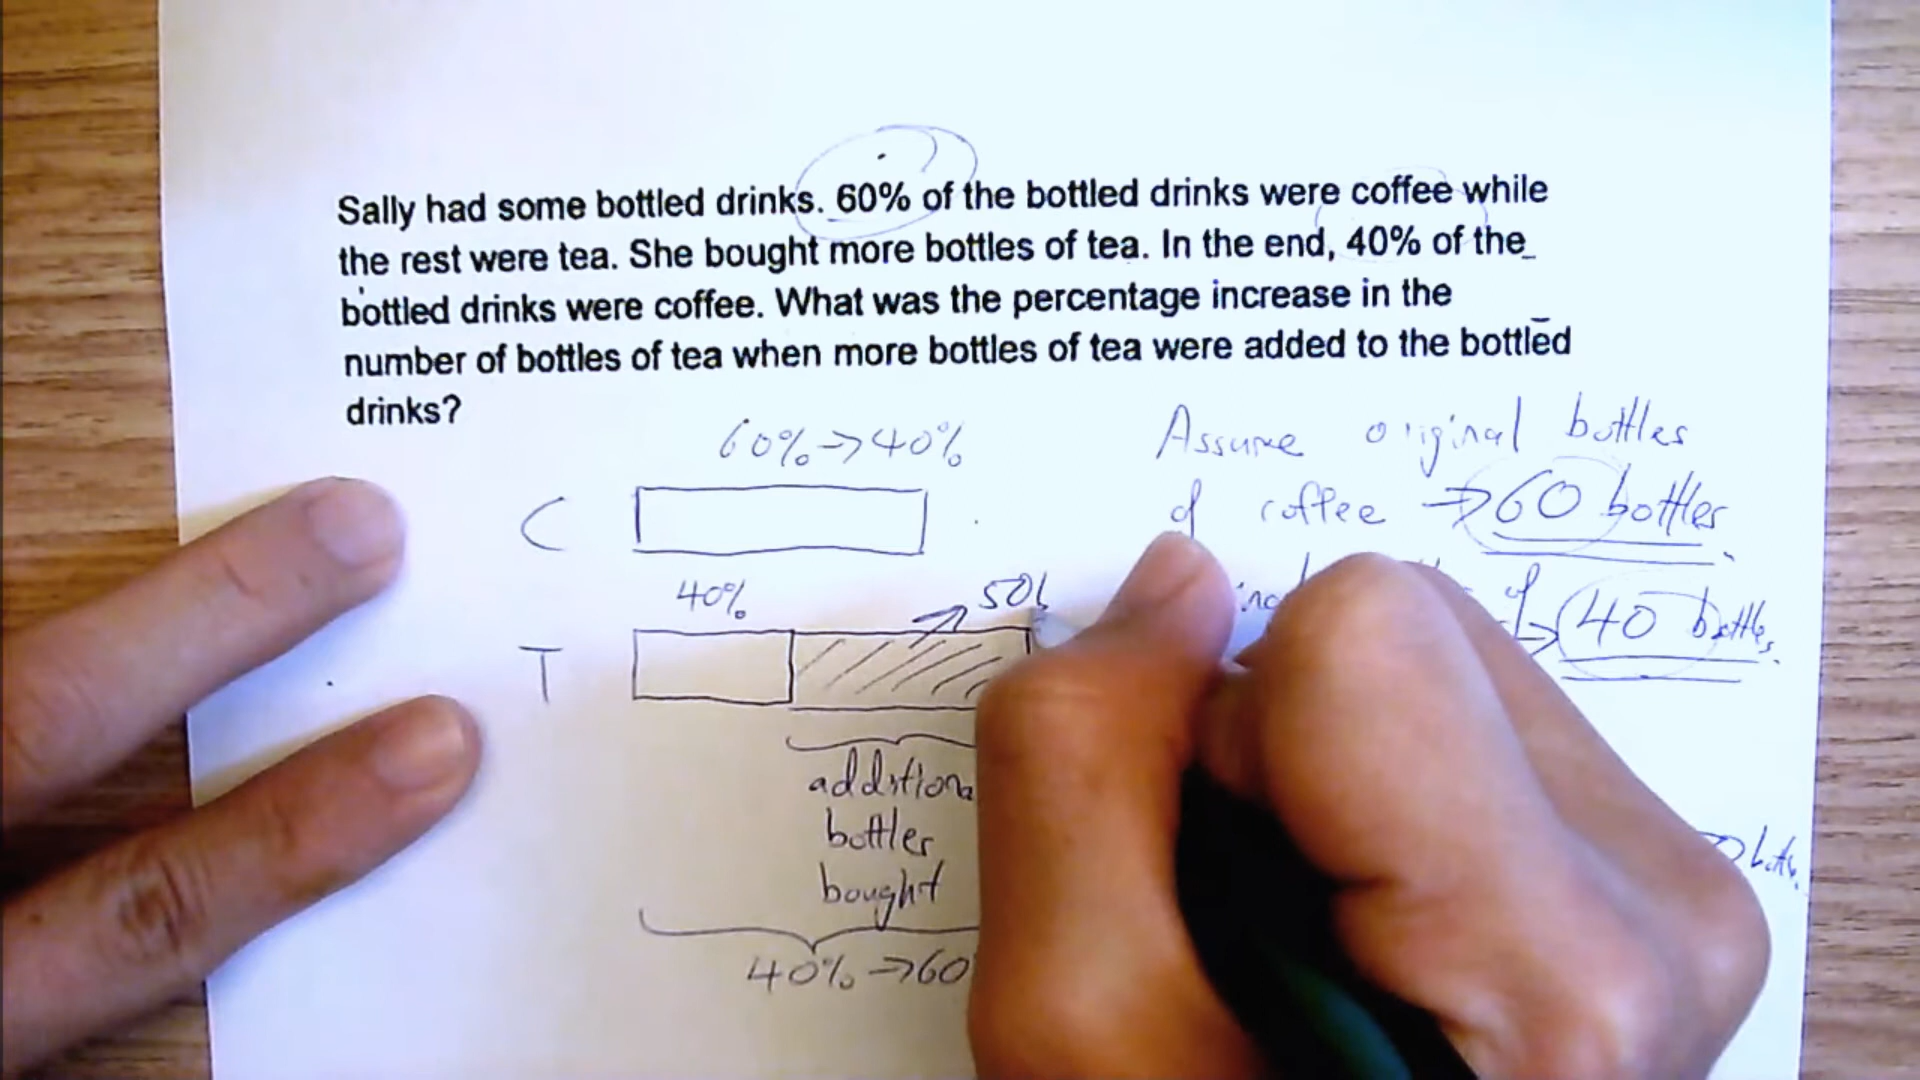 Sally had some bottled drinks. 60% of the bottled drinks were coffee while
the rest were tea. She bought more bottles of tea. In the end, 40% of the
bottled drinks were coffee. What was the percentage increase in the
number of bottles of tea when more bottles of tea were added to the bottled
drinks?
60%→40%
Assume original bottles
C
of coffee → 60 bottles
40%
50b
of
→ 40 bottles.
T
additiona
bottles
bought
40%→60